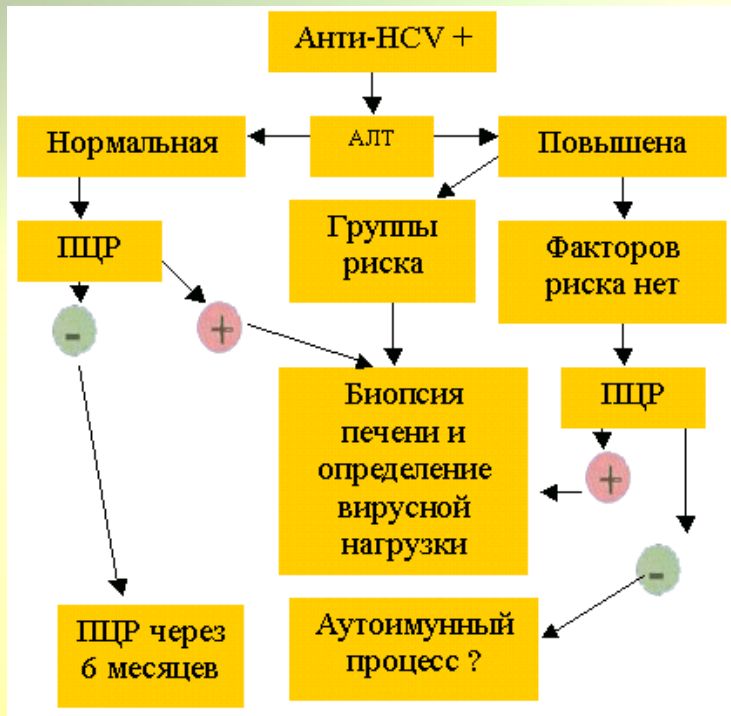 Анти-HCV +
Нормальная
АЛТ
Повышена
Группы
риска
ПЦР
Факторов
риска нет
-
+
Биопсия
печени и
определение
вирусной
нагрузки
ПЦР
+
-
ПЦР через
6 месяцев
Аутоимунный
процесс ?